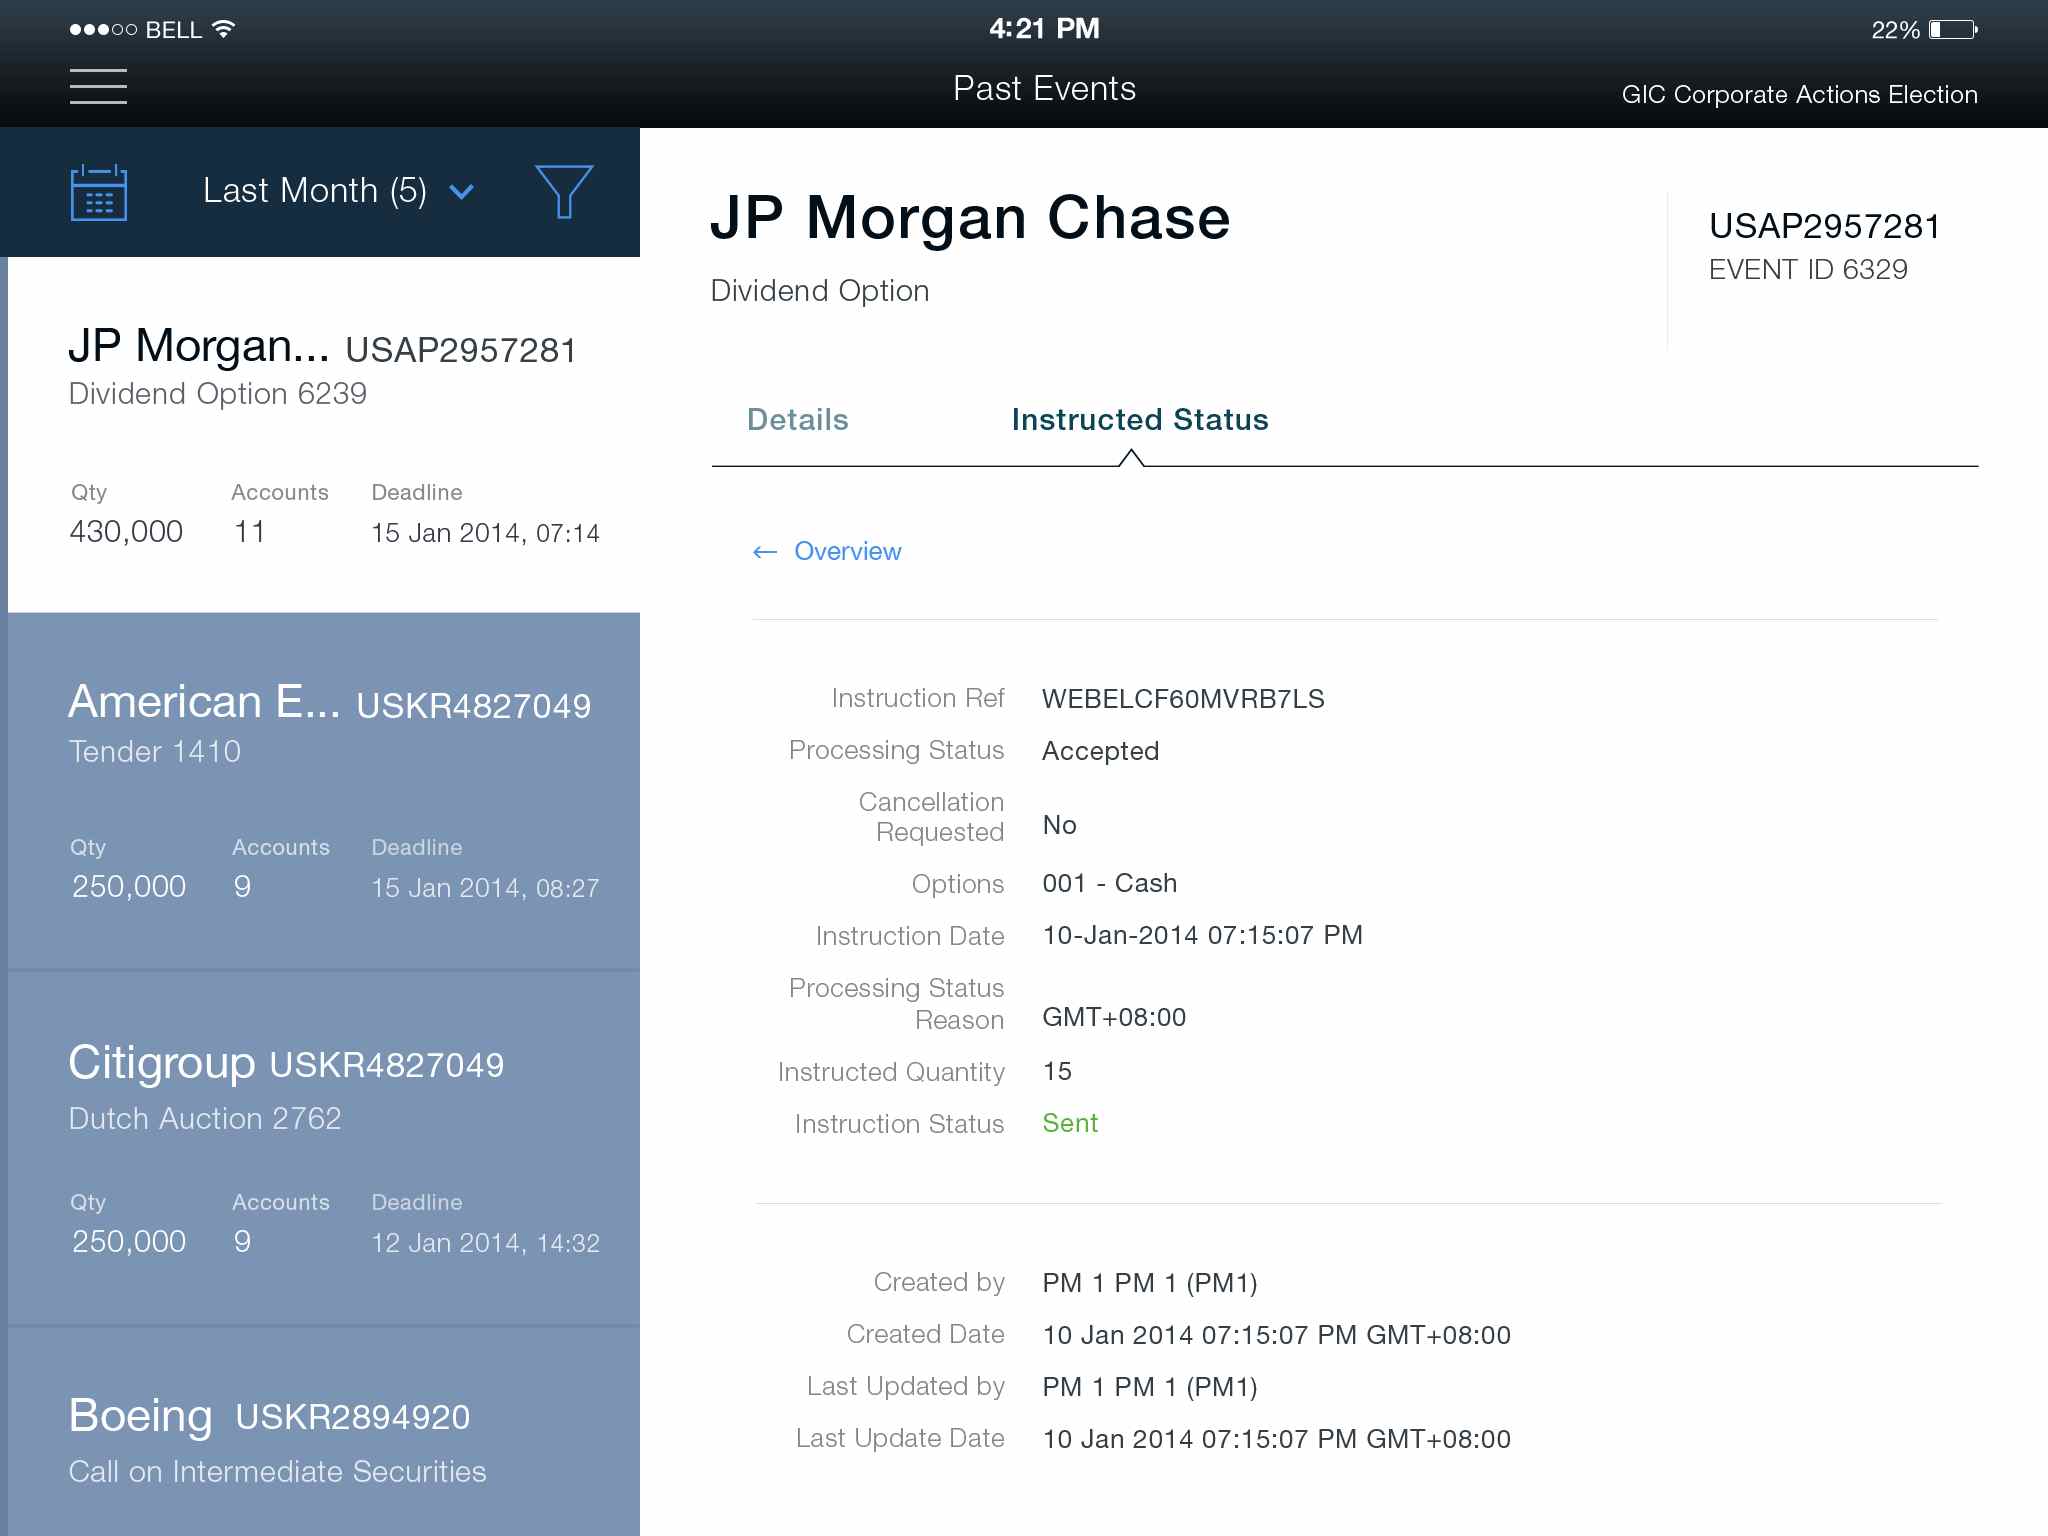 BELL
4:21 PM
22%
Past Events
GIC Corporate Actions Election
Last Month (5)
JP Morgan... USAP2957281
Dividend Option 6239
Qty Accounts Deadline
430,000 11 15 Jan 2014, 07:14
American E... USKR4827049
Tender 1410
Qty Accounts Deadline
250,000 9 15 Jan 2014, 08:27
Citigroup USKR4827049
Dutch Auction 2762
Qty Accounts Deadline
250,000 9 12 Jan 2014, 14:32
Boeing USKR2894920
Call on Intermediate Securities
JP Morgan Chase
Dividend Option
USAP2957281
EVENT ID 6329
Details Instructed Status
← Overview
Instruction Ref WEBELCF60MVRB7LS
Processing Status Accepted
Cancellation
Requested No
Options 001 - Cash
Instruction Date 10-Jan-2014 07:15:07 PM
Processing Status
Reason GMT+08:00
Instructed Quantity 15
Instruction Status Sent
Created by PM 1 PM 1 (PM1)
Created Date 10 Jan 2014 07:15:07 PM GMT+08:00
Last Updated by PM 1 PM 1 (PM1)
Last Update Date 10 Jan 2014 07:15:07 PM GMT+08:00